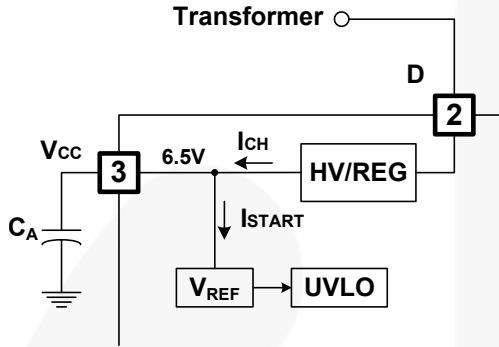 Transformer
D
2
Vcc
3
6.5V
ICH
HV/REG
CA
ISTART
VREF
UVLO